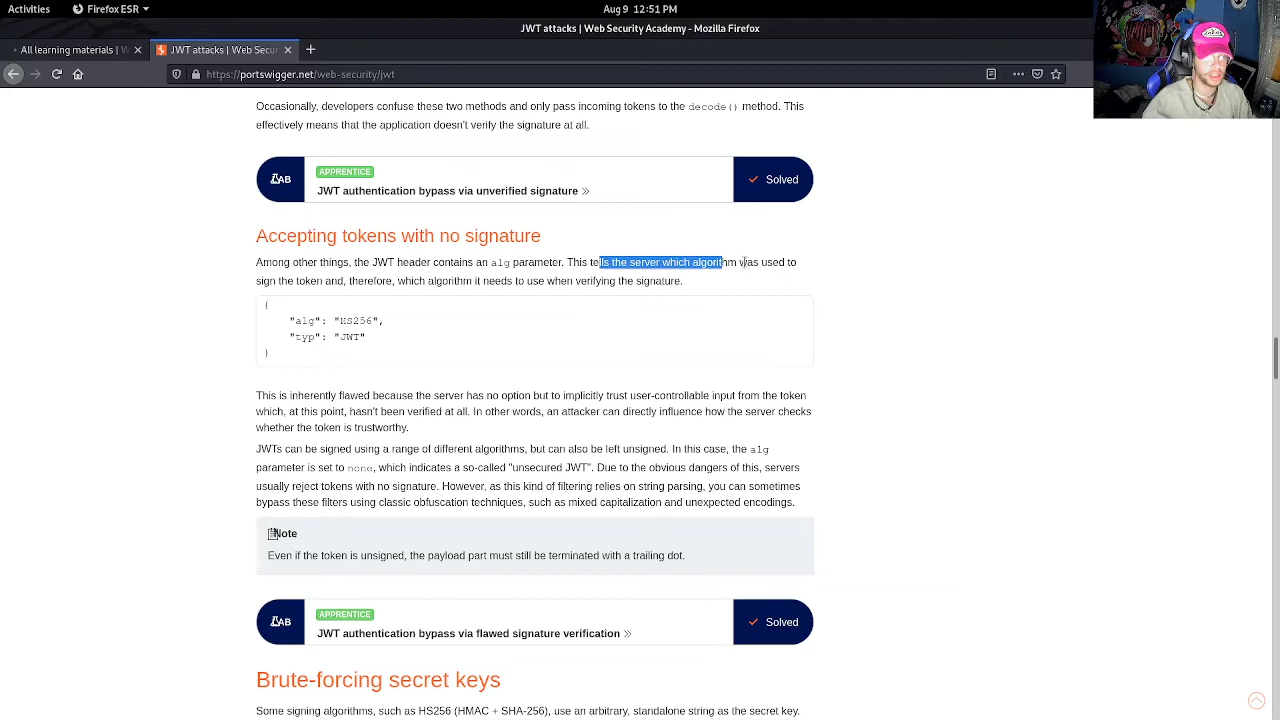 Activities
Firefox ESR
Aug 9 12:51 PM
JWT attacks | Web Security Academy - Mozilla Firefox
All learning materials | W
JWT attacks | Web Secur
https://portswigger.net/web-security/jwt
Occasionally, developers confuse these two methods and only pass incoming tokens to the decode() method. This
effectively means that the application doesn't verify the signature at all.
LAB
APPRENTICE
JWT authentication bypass via unverified signature
Solved
Accepting tokens with no signature
Among other things, the JWT header contains an alg parameter. This tells the server which algorithm was used to
sign the token and, therefore, which algorithm it needs to use when verifying the signature.
{
"alg": "HS256",
"typ": "JWT"
}
This is inherently flawed because the server has no option but to implicitly trust user-controllable input from the token
which, at this point, hasn't been verified at all. In other words, an attacker can directly influence how the server checks
whether the token is trustworthy.
JWTs can be signed using a range of different algorithms, but can also be left unsigned. In this case, the alg
parameter is set to none, which indicates a so-called "unsecured JWT". Due to the obvious dangers of this, servers
usually reject tokens with no signature. However, as this kind of filtering relies on string parsing, you can sometimes
bypass these filters using classic obfuscation techniques, such as mixed capitalization and unexpected encodings.
Note
Even if the token is unsigned, the payload part must still be terminated with a trailing dot.
LAB
APPRENTICE
JWT authentication bypass via flawed signature verification
Solved
Brute-forcing secret keys
Some signing algorithms, such as HS256 (HMAC + SHA-256), use an arbitrary, standalone string as the secret key.